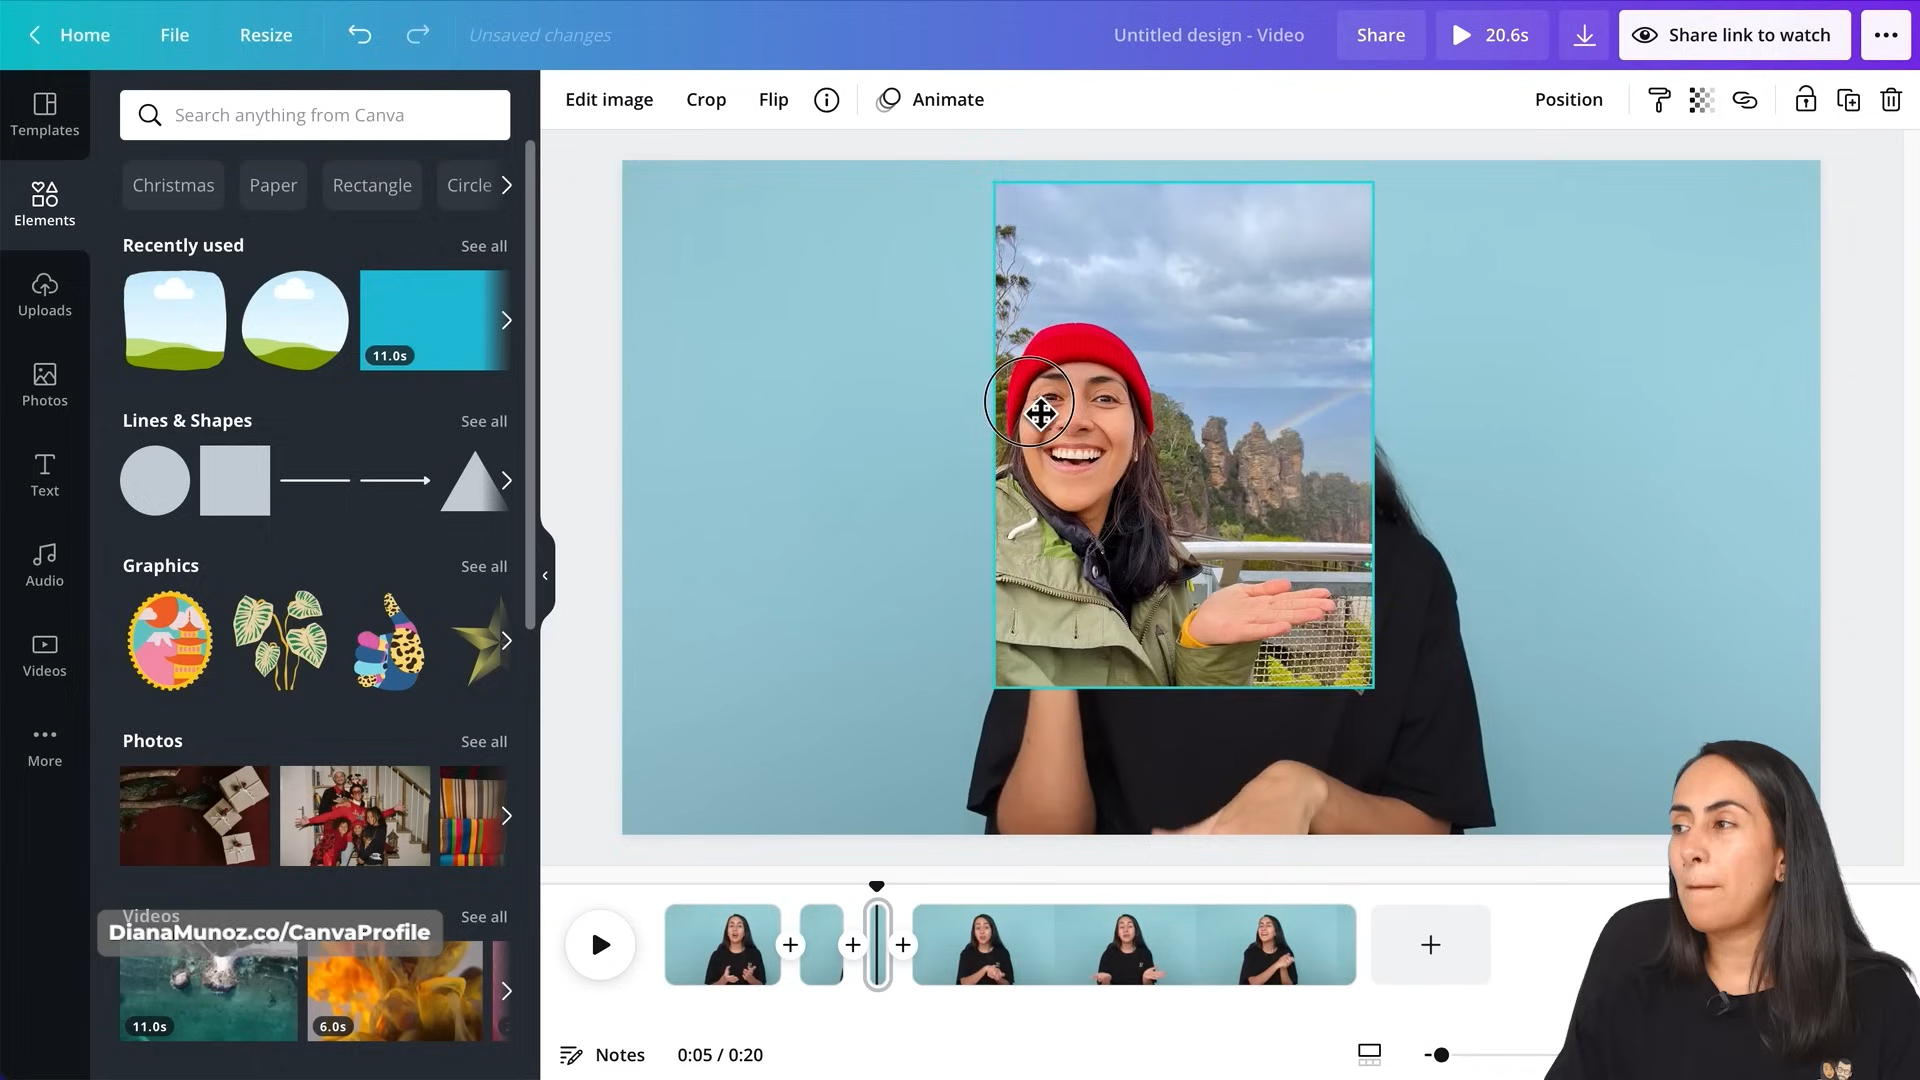 Home File Resize Unsaved changes Untitled design - Video Share 20.6s Share link to watch
Edit image Crop Flip Animate Position
Templates
Elements
Uploads
Photos
Text
Audio
Videos
More
Search anything from Canva
Christmas Paper Rectangle Circle
Recently used See all
11.0s
Lines & Shapes See all
Graphics See all
Photos See all
Videos See all
DianaMunoz.co/CanvaProfile
11.0s 6.0s
Notes 0:05 / 0:20